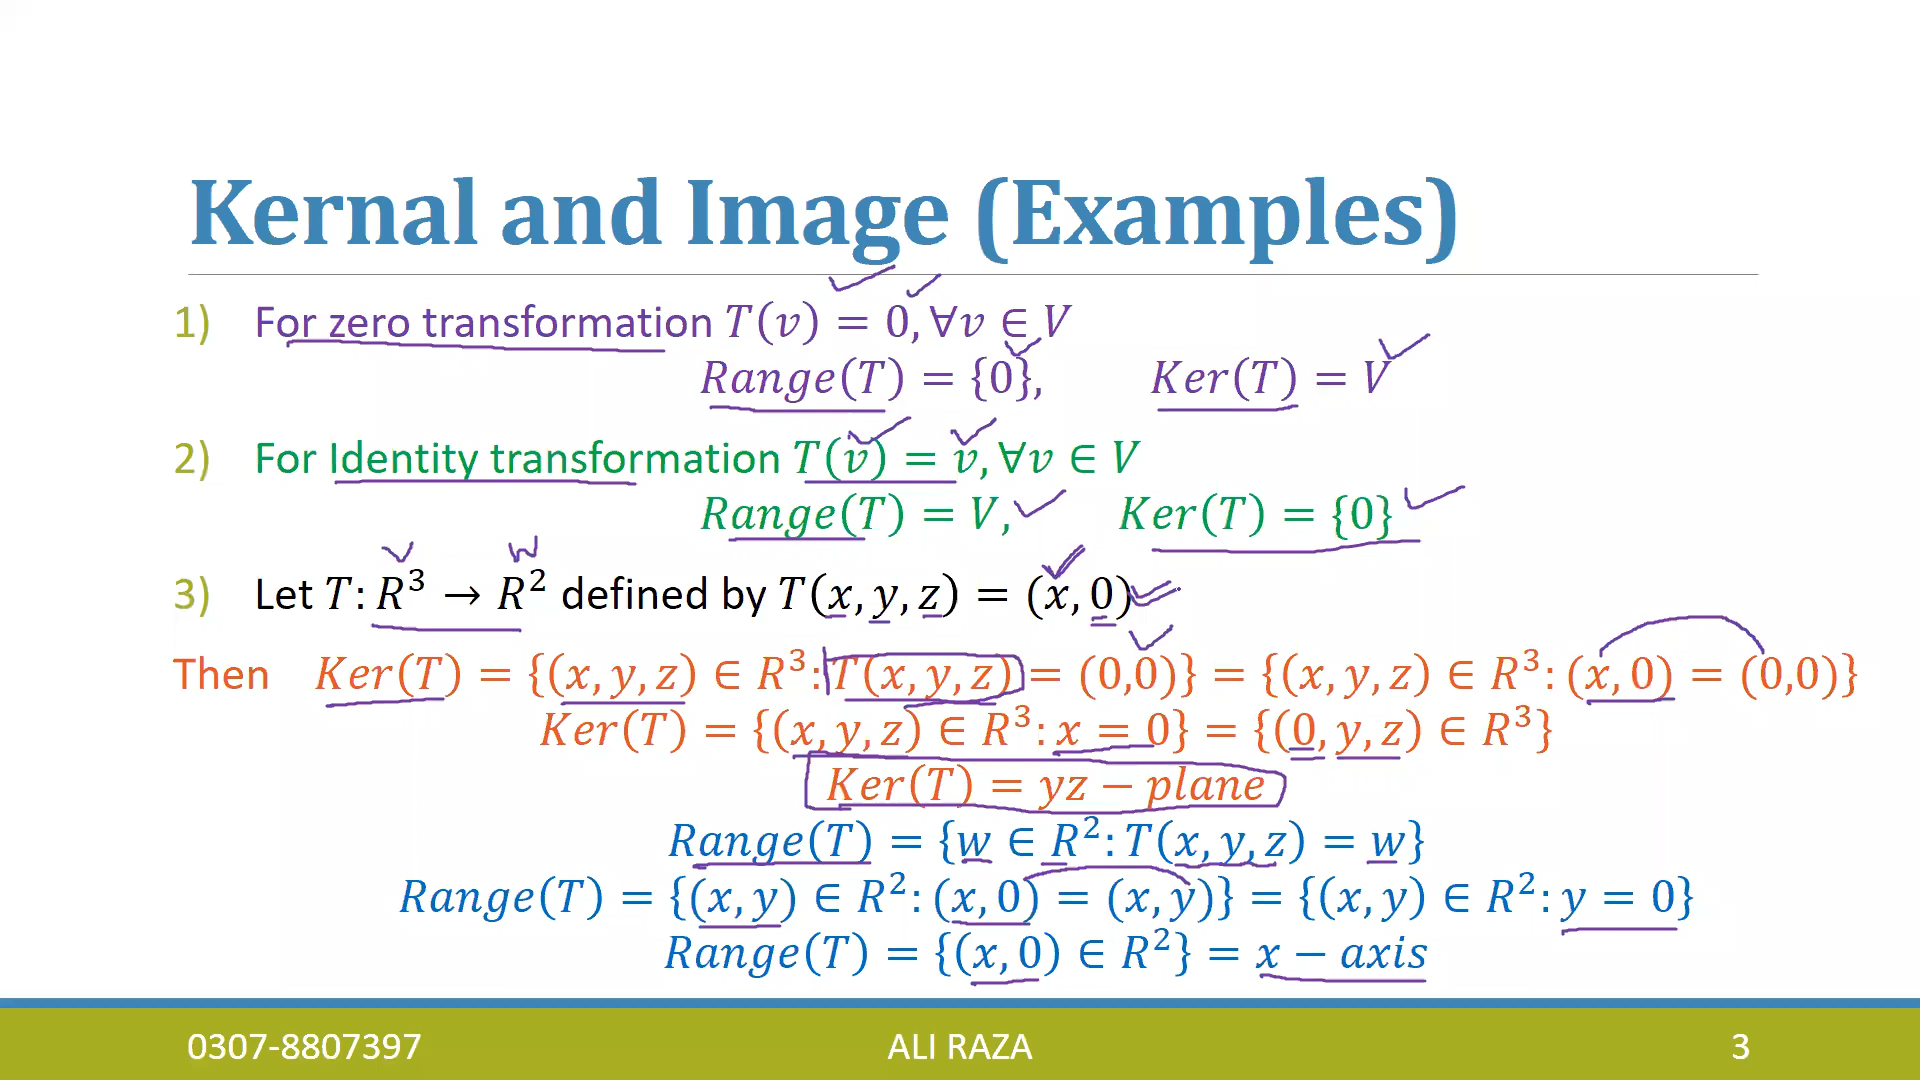 Kernal and Image (Examples)
1) For zero transformation T(v) = 0, ∀v ∈ V
Range(T) = {0}, Ker(T) = V
2) For Identity transformation T(v) = v, ∀v ∈ V
Range(T) = V, Ker(T) = {0}
V W
3) Let T: R³ → R² defined by T(x, y, z) = (x, 0)
Then Ker(T) = {(x, y, z) ∈ R³: T(x, y, z) = (0,0)} = {(x, y, z) ∈ R³: (x, 0) = (0,0)}
Ker(T) = {(x, y, z) ∈ R³: x = 0} = {(0, y, z) ∈ R³}
Ker(T) = yz − plane
Range(T) = {w ∈ R²: T(x, y, z) = w}
Range(T) = {(x, y) ∈ R²: (x, 0) = (x, y)} = {(x, y) ∈ R²: y = 0}
Range(T) = {(x, 0) ∈ R²} = x − axis
0307-8807397 ALI RAZA 3